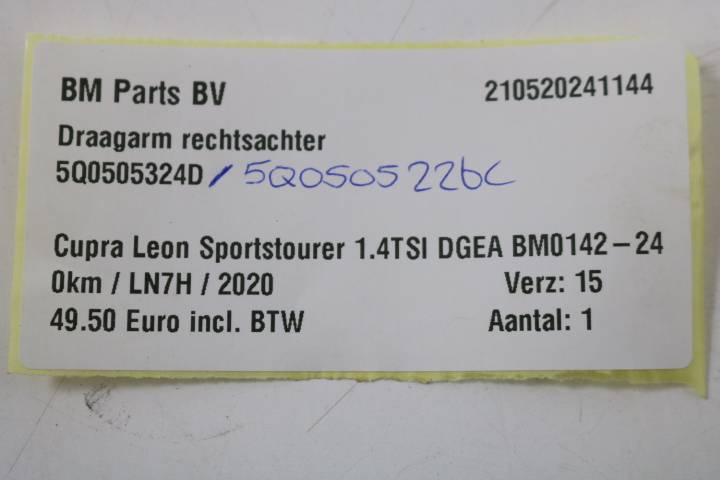 BM Parts BV 210520241144
Draagarm rechtsachter
5Q0505324D / 5Q0505226C
Cupra Leon Sportstourer 1.4TSI DGEA BM0142-24
0km / LN7H / 2020 Verz: 15
49.50 Euro incl. BTW Aantal: 1